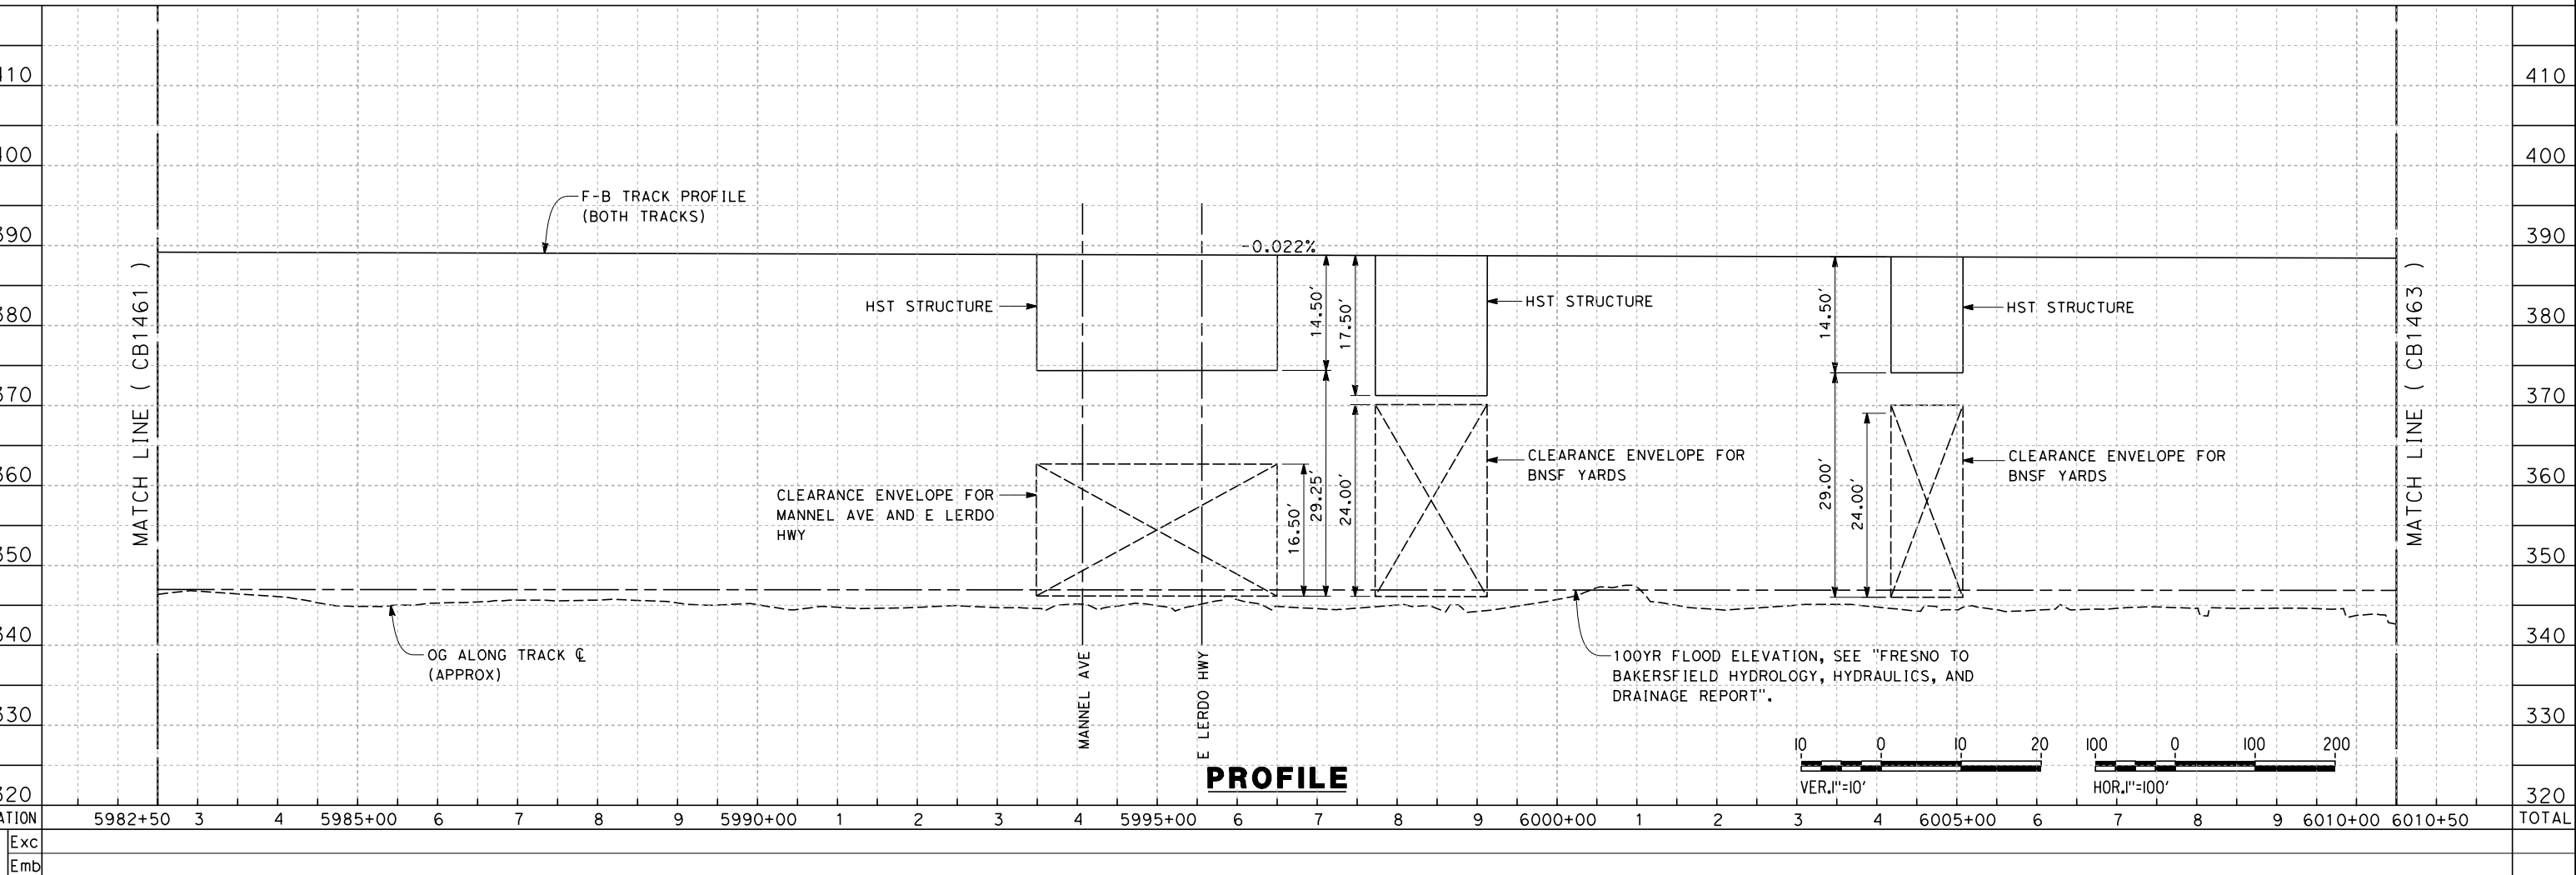 410
400
390
380
370
360
350
340
330
320
F-B TRACK PROFILE
(BOTH TRACKS)
-0.022%
MATCH LINE ( CB1461 )
HST STRUCTURE
14.50'
17.50'
HST STRUCTURE
14.50'
HST STRUCTURE
MATCH LINE ( CB1463 )
CLEARANCE ENVELOPE FOR
MANNEL AVE AND E LERDO
HWY
16.50'
29.25'
24.00'
CLEARANCE ENVELOPE FOR
BNSF YARDS
29.00'
24.00'
CLEARANCE ENVELOPE FOR
BNSF YARDS
OG ALONG TRACK ℄
(APPROX)
MANNEL AVE
E LERDO HWY
100YR FLOOD ELEVATION, SEE "FRESNO TO
BAKERSFIELD HYDROLOGY, HYDRAULICS, AND
DRAINAGE REPORT".
PROFILE
10 0 10 20
VER.1"=10'
100 0 100 200
HOR.1"=100'
410
400
390
380
370
360
350
340
330
320
ATION 5982+50 3 4 5985+00 6 7 8 9 5990+00 1 2 3 4 5995+00 6 7 8 9 6000+00 1 2 3 4 6005+00 6 7 8 9 6010+00 6010+50 TOTAL
Exc
Emb